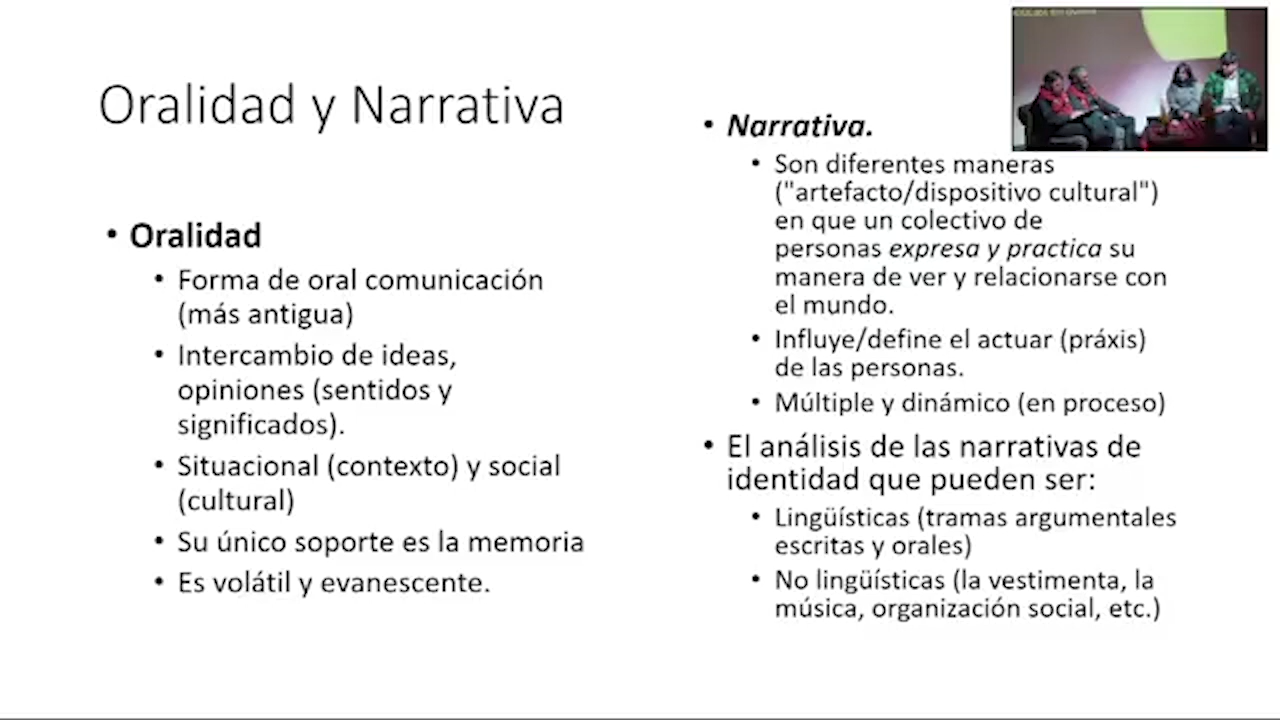 Oralidad y Narrativa
• Oralidad
• Forma de oral comunicación
(más antigua)
• Intercambio de ideas,
opiniones (sentidos y
significados).
• Situacional (contexto) y social
(cultural)
• Su único soporte es la memoria
• Es volátil y evanescente.
• Narrativa.
• Son diferentes maneras
("artefacto/dispositivo cultural")
en que un colectivo de
personas expresa y practica su
manera de ver y relacionarse con
el mundo.
• Influye/define el actuar (práxis)
de las personas.
• Múltiple y dinámico (en proceso)
• El análisis de las narrativas de
identidad que pueden ser:
• Lingüísticas (tramas argumentales
escritas y orales)
• No lingüísticas (la vestimenta, la
música, organización social, etc.)